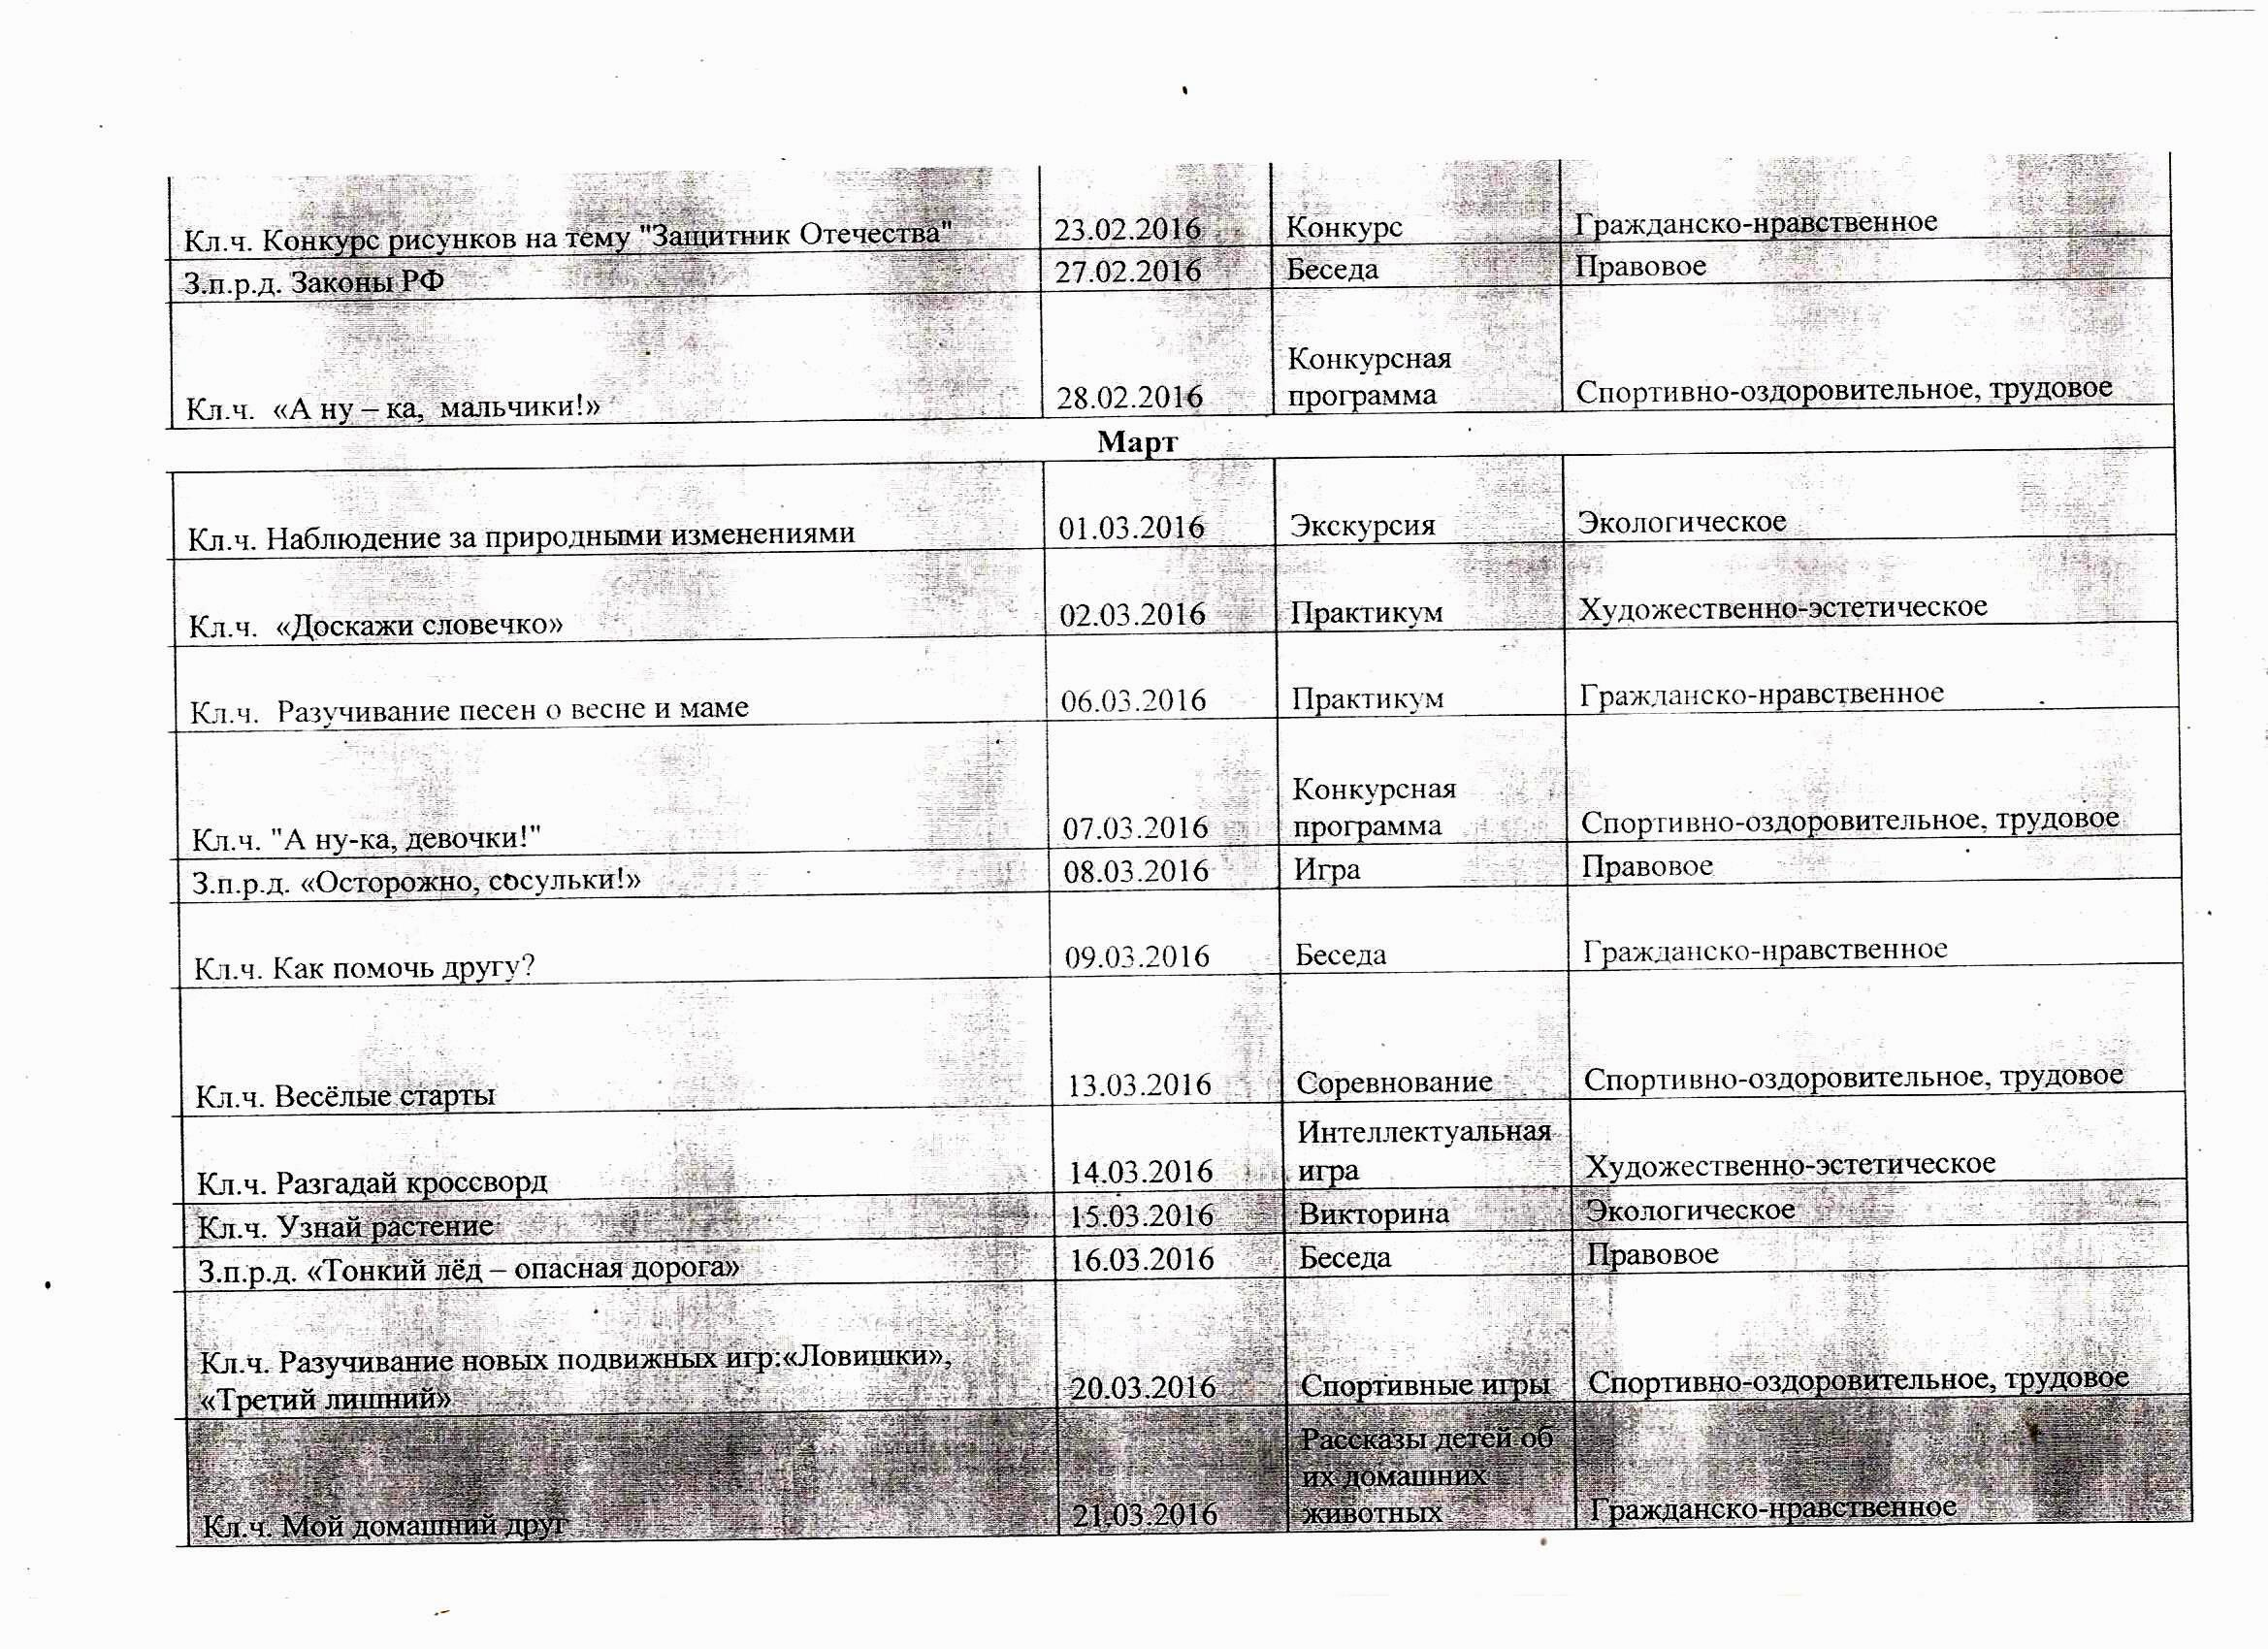 Кл.ч. Конкурс рисунков на тему "Защитник Отечества" 23.02.2016 Конкурс Гражданско-нравственное
З.п.р.д. Законы РФ 27.02.2016 Беседа Правовое
Конкурсная
Кл.ч. «А ну – ка, мальчики!» 28.02.2016 программа Спортивно-оздоровительное, трудовое
Март
Кл.ч. Наблюдение за природными изменениями 01.03.2016 Экскурсия Экологическое
Кл.ч. «Доскажи словечко» 02.03.2016 Практикум Художественно-эстетическое
Кл.ч. Разучивание песен о весне и маме 06.03.2016 Практикум Гражданско-нравственное
Конкурсная
Кл.ч. "А ну-ка, девочки!" 07.03.2016 программа Спортивно-оздоровительное, трудовое
З.п.р.д. «Осторожно, сосульки!» 08.03.2016 Игра Правовое
Кл.ч. Как помочь другу? 09.03.2016 Беседа Гражданско-нравственное
Кл.ч. Весёлые старты 13.03.2016 Соревнование Спортивно-оздоровительное, трудовое
Интеллектуальная
Кл.ч. Разгадай кроссворд 14.03.2016 игра Художественно-эстетическое
Кл.ч. Узнай растение 15.03.2016 Викторина Экологическое
З.п.р.д. «Тонкий лёд – опасная дорога» 16.03.2016 Беседа Правовое
Кл.ч. Разучивание новых подвижных игр:«Ловишки»,
«Третий лишний» 20.03.2016 Спортивные игры Спортивно-оздоровительное, трудовое
Рассказы детей об
их домашних
Кл.ч. Мой домашний друг 21.03.2016 животных Гражданско-нравственное